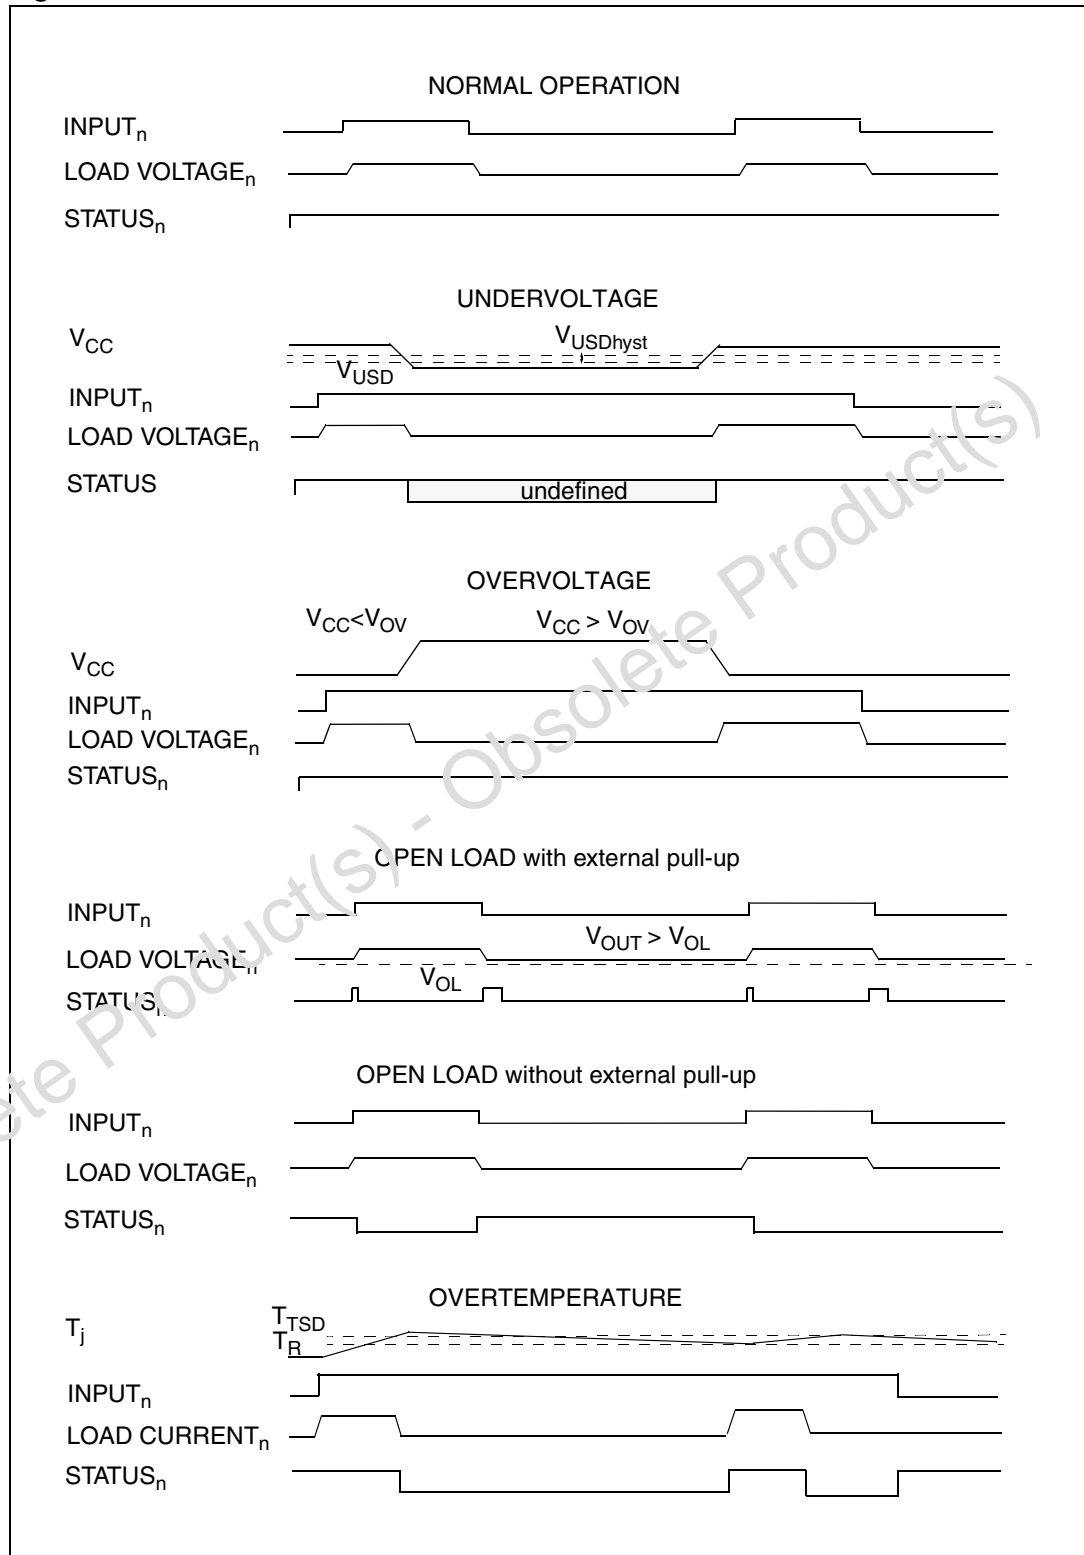 NORMAL OPERATION
INPUTn
LOAD VOLTAGEn
STATUSn
UNDERVOLTAGE
VCC
VUSDhyst
VUSD
INPUTn
LOAD VOLTAGEn
STATUS
undefined
OVERVOLTAGE
VCC<VOV
VCC > VOV
VCC
INPUTn
LOAD VOLTAGEn
STATUSn
OPEN LOAD with external pull-up
INPUTn
VOUT > VOL
LOAD VOLTAGEn
VOL
STATUSn
OPEN LOAD without external pull-up
INPUTn
LOAD VOLTAGEn
STATUSn
OVERTEMPERATURE
Tj
TTSD
TR
INPUTn
LOAD CURRENTn
STATUSn
ete Product(s) - Obsolete Product(s)